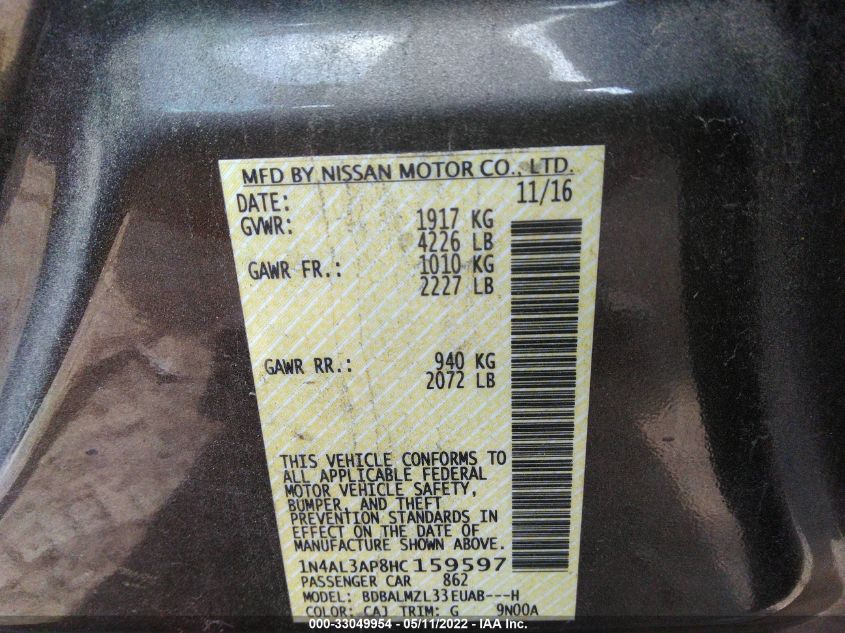 MFD BY NISSAN MOTOR CO., LTD.
DATE: 11/16
GVWR: 1917 KG
4226 LB
GAWR FR.: 1010 KG
2227 LB
GAWR RR.: 940 KG
2072 LB
THIS VEHICLE CONFORMS TO
ALL APPLICABLE FEDERAL
MOTOR VEHICLE SAFETY,
BUMPER, AND THEFT
PREVENTION STANDARDS IN
EFFECT ON THE DATE OF
MANUFACTURE SHOWN ABOVE.
1N4AL3AP8HC159597
PASSENGER CAR 862
MODEL: BDBALMZL33EUAB---H
COLOR: CAJ TRIM: G 9N00A
000-33049954 - 05/11/2022 - IAA Inc.